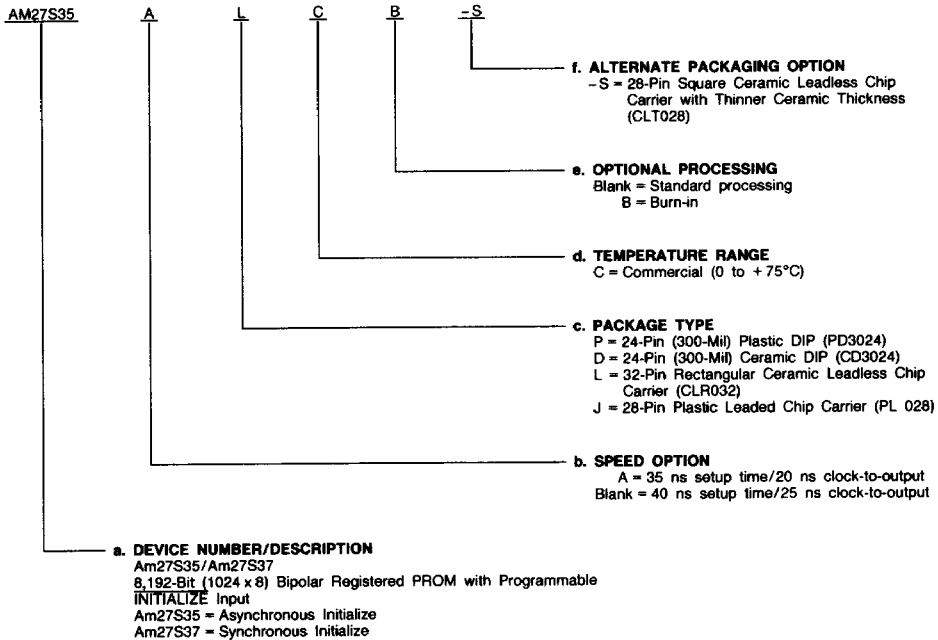 AM27S35 A L C B -S
f. ALTERNATE PACKAGING OPTION
-S = 28-Pin Square Ceramic Leadless Chip
Carrier with Thinner Ceramic Thickness
(CLT028)
e. OPTIONAL PROCESSING
Blank = Standard processing
B = Burn-in
d. TEMPERATURE RANGE
C = Commercial (0 to +75°C)
c. PACKAGE TYPE
P = 24-Pin (300-Mil) Plastic DIP (PD3024)
D = 24-Pin (300-Mil) Ceramic DIP (CD3024)
L = 32-Pin Rectangular Ceramic Leadless Chip
Carrier (CLR032)
J = 28-Pin Plastic Leaded Chip Carrier (PL 028)
b. SPEED OPTION
A = 35 ns setup time/20 ns clock-to-output
Blank = 40 ns setup time/25 ns clock-to-output
a. DEVICE NUMBER/DESCRIPTION
Am27S35/Am27S37
8,192-Bit (1024 x 8) Bipolar Registered PROM with Programmable
INITIALIZE Input
Am27S35 = Asynchronous Initialize
Am27S37 = Synchronous Initialize